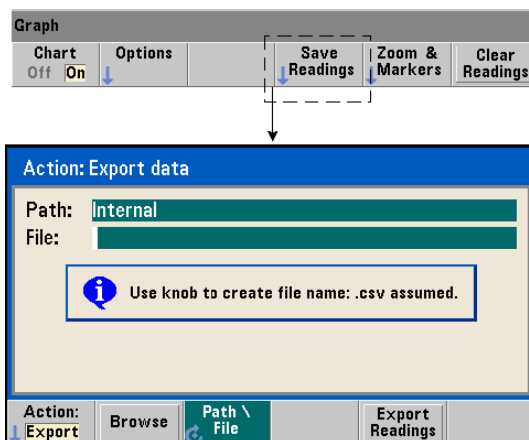 Graph
Chart
Off On
Options
Save
Readings
Zoom &
Markers
Clear
Readings
Action: Export data
Path: Internal
File:
Use knob to create file name: .csv assumed.
Action:
Export
Browse
Path \
File
Export
Readings